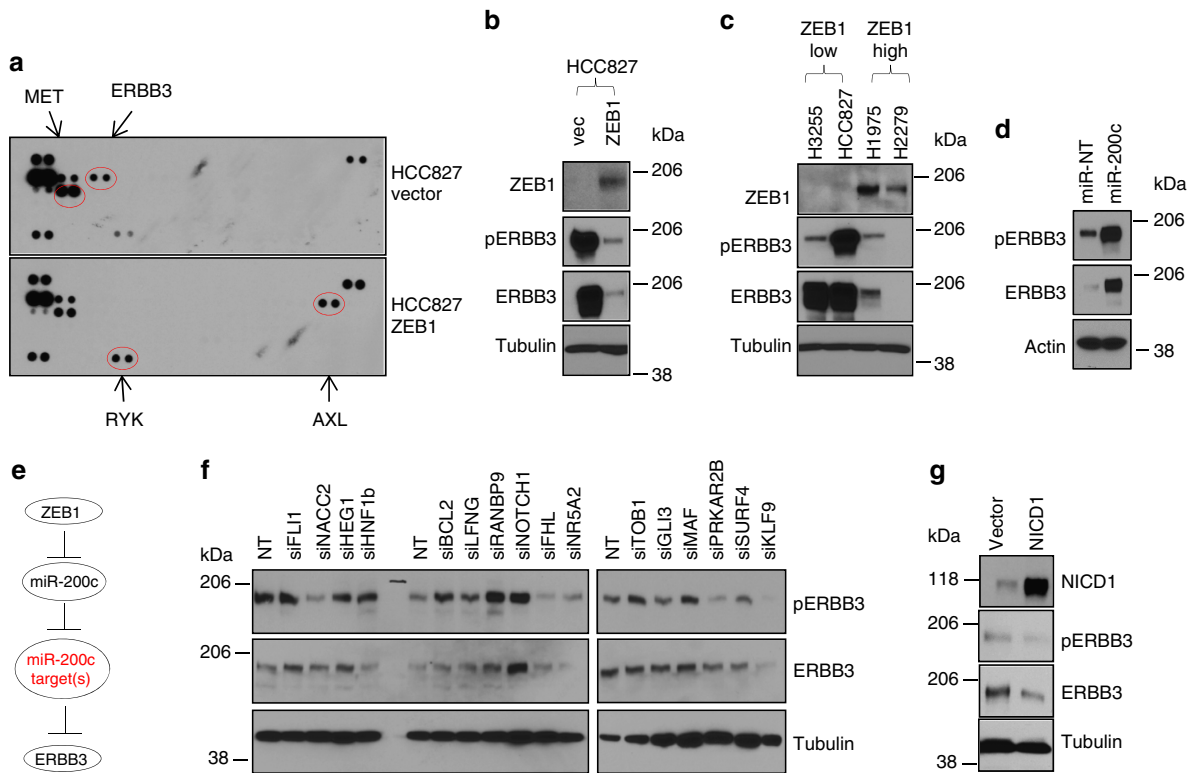 a
MET
ERBB3
HCC827
vector
HCC827
ZEB1
RYK
AXL
b
HCC827
vec
ZEB1
kDa
ZEB1
206
pERBB3
206
ERBB3
206
Tubulin
38
c
ZEB1
low
ZEB1
high
H3255
HCC827
H1975
H2279
kDa
ZEB1
206
pERBB3
206
ERBB3
206
Tubulin
38
d
miR-NT
miR-200c
kDa
pERBB3
206
ERBB3
206
Actin
38
e
ZEB1
miR-200c
miR-200c
target(s)
ERBB3
f
kDa
NT
siFLI1
siNACC2
siHEG1
siHNF1b
NT
siBCL2
siLFNG
siRANBP9
siNOTCH1
siFHL
siNR5A2
NT
siTOB1
siGLI3
siMAF
siPRKAR2B
siSURF4
siKLF9
206
pERBB3
206
ERBB3
38
Tubulin
g
Vector
NICD1
kDa
118
NICD1
206
pERBB3
206
ERBB3
38
Tubulin